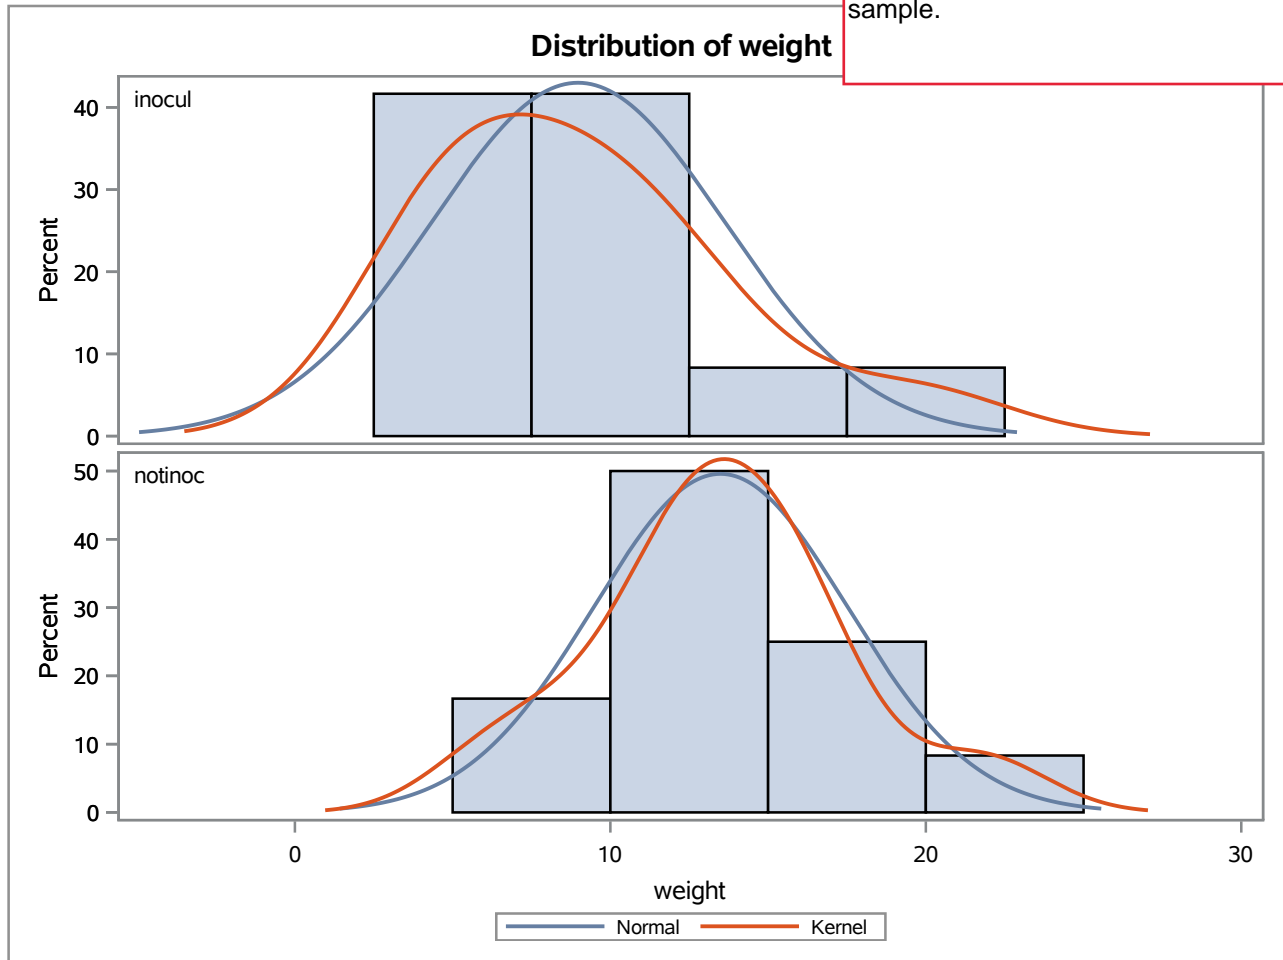 sample.
Distribution of weight
inocul
40
30
20
10
0
Percent
notinoc
50
40
30
20
10
0
Percent
0 10 20 30
weight
Normal Kernel